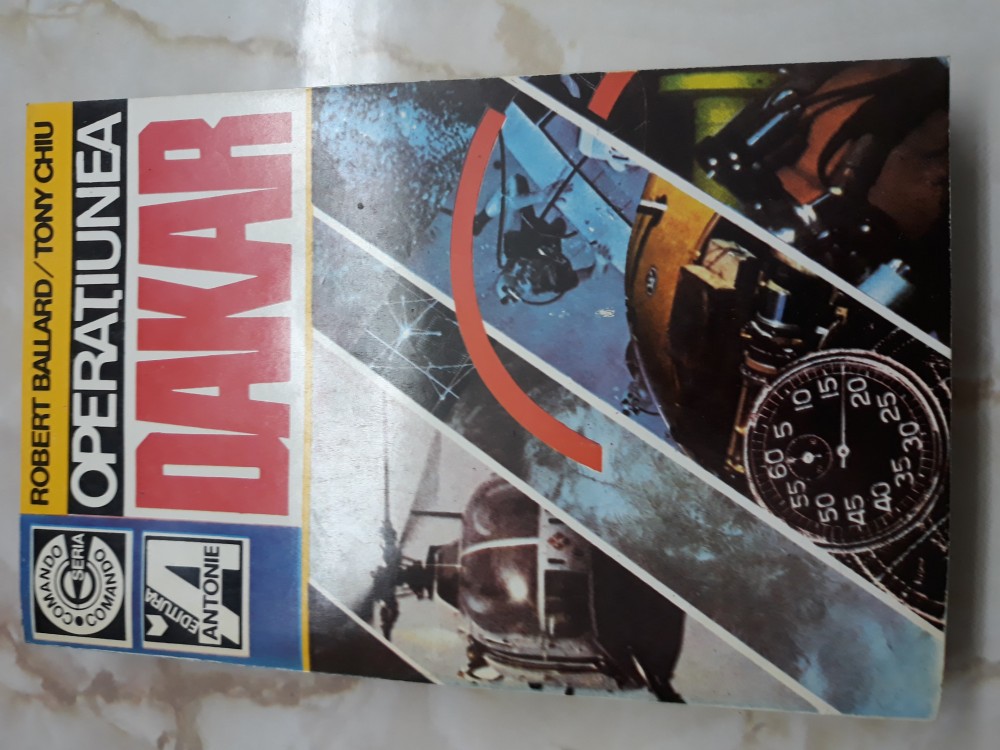 ROBERT BALLARD/TONY CHIU
OPERAȚIUNEA
DAKAR
COMANDO
SERIA
COMANDO
EDITURA
ANTONIE
60 5 10 15 20 25 30 35 40 45 50 55